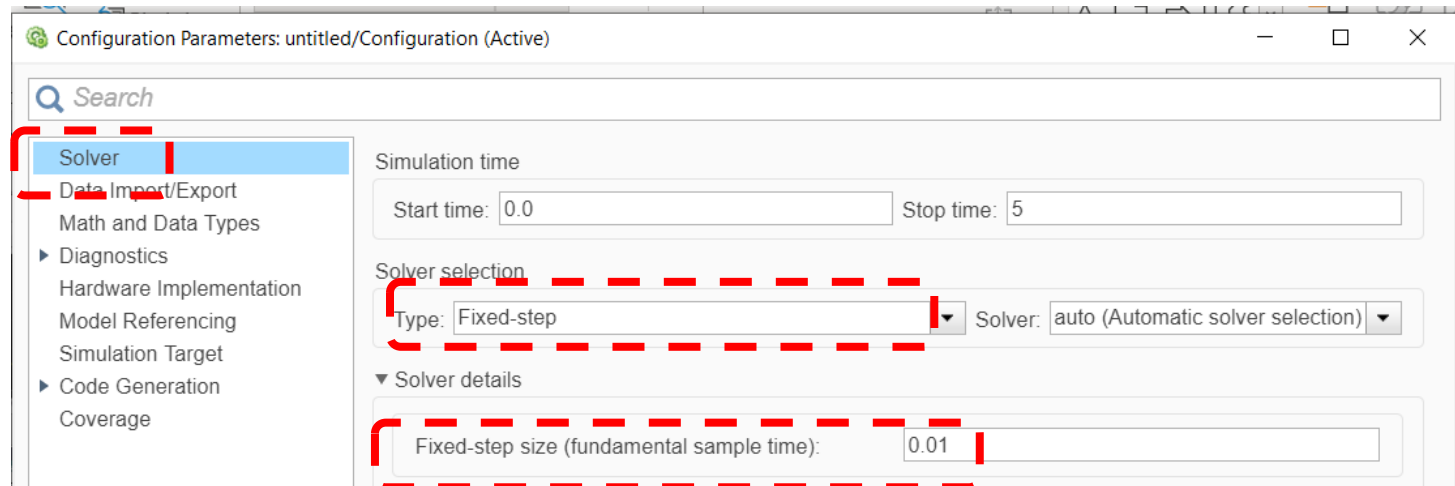 Configuration Parameters: untitled/Configuration (Active)
Search
Solver
Data Import/Export
Math and Data Types
Diagnostics
Hardware Implementation
Model Referencing
Simulation Target
Code Generation
Coverage
Simulation time
Start time: 0.0 Stop time: 5
Solver selection
Type: Fixed-step Solver: auto (Automatic solver selection)
Solver details
Fixed-step size (fundamental sample time): 0.01